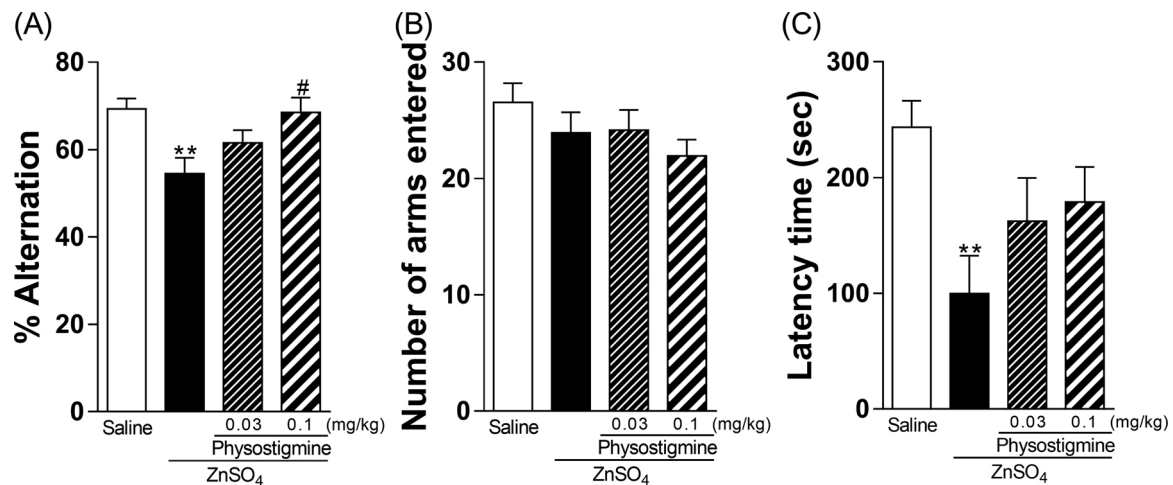 (A)
% Alternation
80
60
40
20
0
**
#
Saline
0.03
0.1
(mg/kg)
Physostigmine
ZnSO4
(B)
Number of arms entered
30
20
10
0
Saline
0.03
0.1
(mg/kg)
Physostigmine
ZnSO4
(C)
Latency time (sec)
300
200
100
0
**
Saline
0.03
0.1
(mg/kg)
Physostigmine
ZnSO4